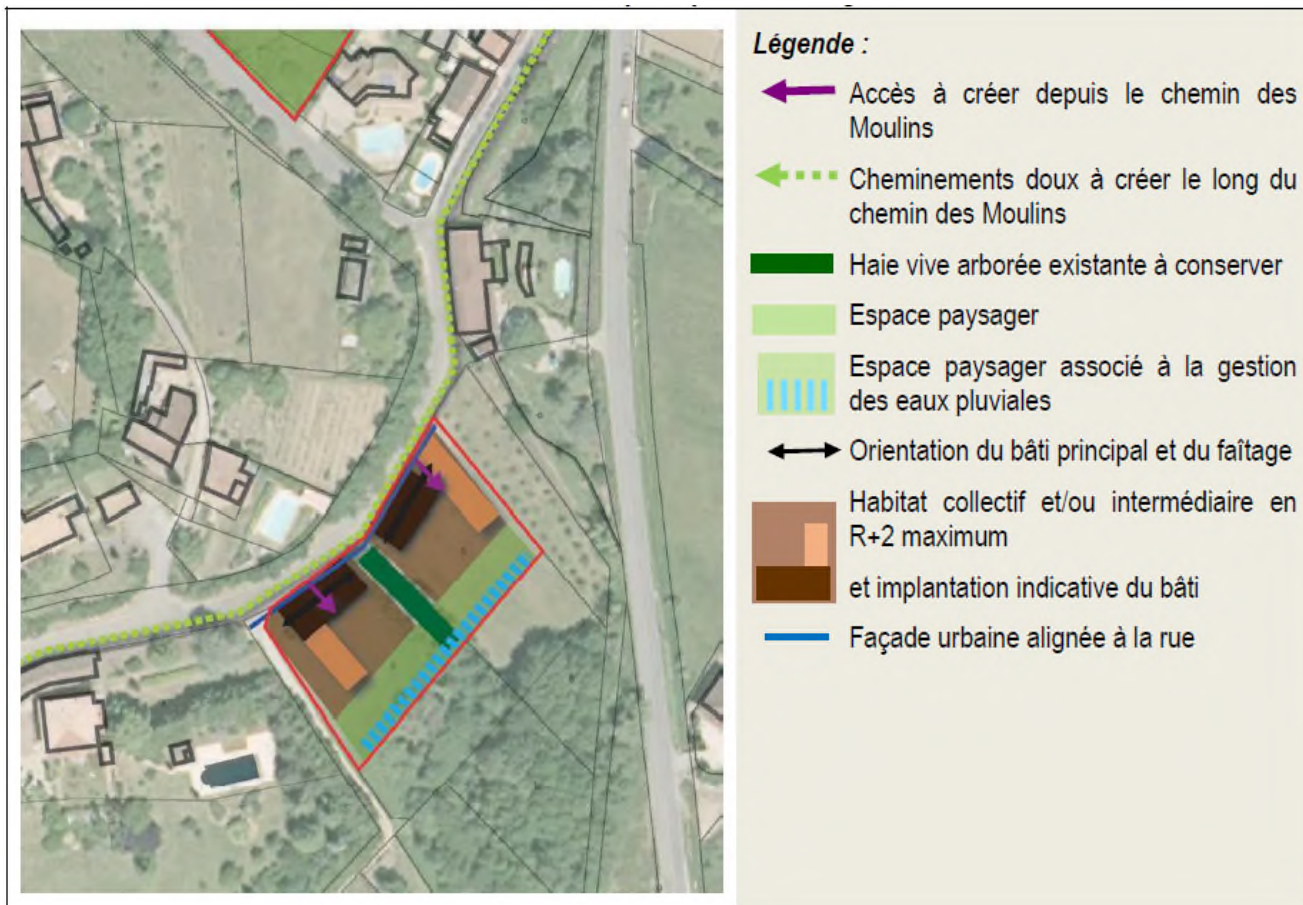 Légende :
Accès à créer depuis le chemin des
Moulins
Cheminements doux à créer le long du
chemin des Moulins
Haie vive arborée existante à conserver
Espace paysager
Espace paysager associé à la gestion
des eaux pluviales
Orientation du bâti principal et du faîtage
Habitat collectif et/ou intermédiaire en
R+2 maximum
et implantation indicative du bâti
Façade urbaine alignée à la rue